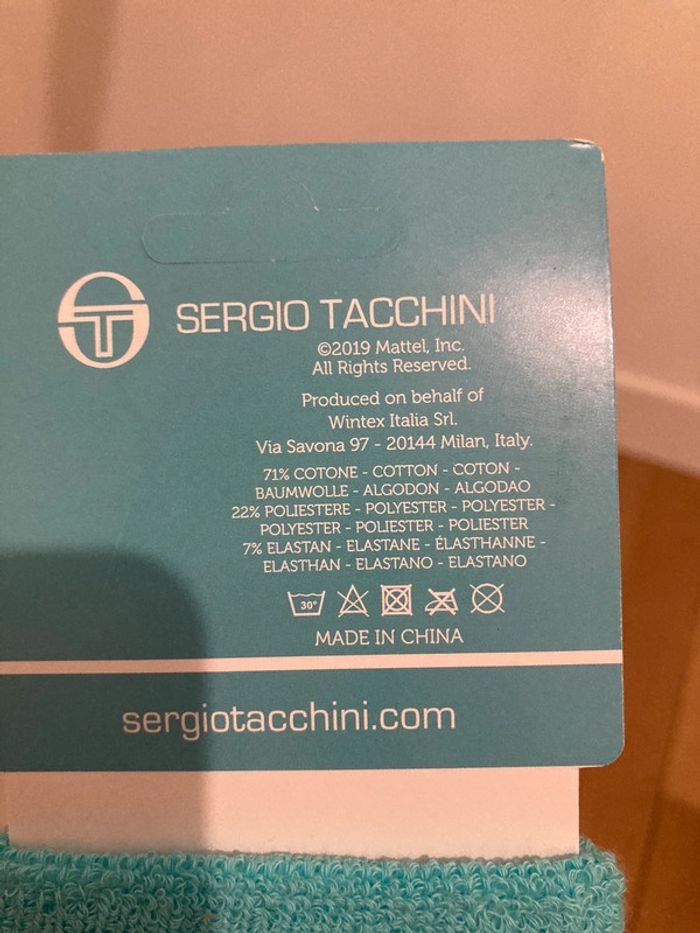 SERGIO TACCHINI
©2019 Mattel, Inc.
All Rights Reserved.
Produced on behalf of
Wintex Italia Srl.
Via Savona 97 - 20144 Milan, Italy.
71% COTONE - COTTON - COTON -
BAUMWOLLE - ALGODON - ALGODAO
22% POLIESTERE - POLYESTER - POLYESTER -
POLYESTER - POLIESTER - POLIESTER
7% ELASTAN - ELASTANE - ÉLASTHANNE -
ELASTHAN - ELASTANO - ELASTANO
30°
MADE IN CHINA
sergiotacchini.com